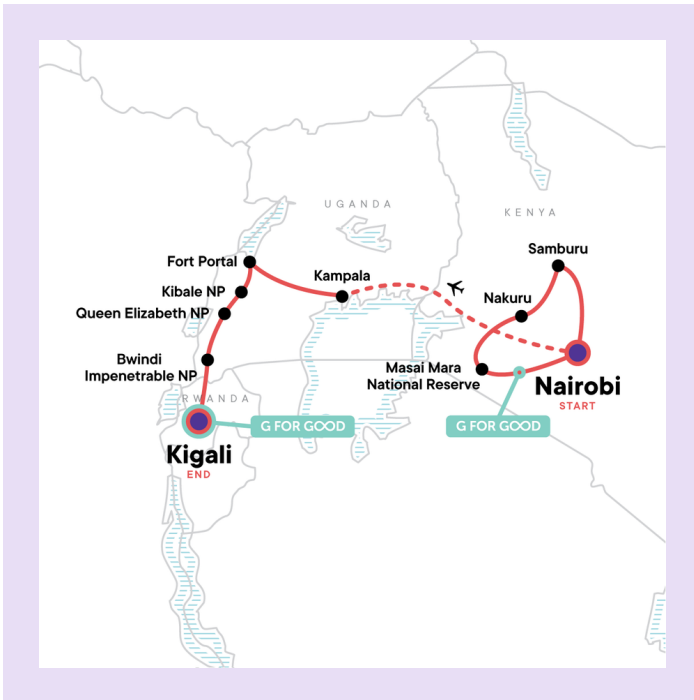 UGANDA
KENYA
Samburu
Fort Portal
Kampala
Kibale NP
Nakuru
Queen Elizabeth NP
Bwindi
Impenetrable NP
Masai Mara
National Reserve
Nairobi
START
RWANDA
G FOR GOOD
G FOR GOOD
Kigali
END